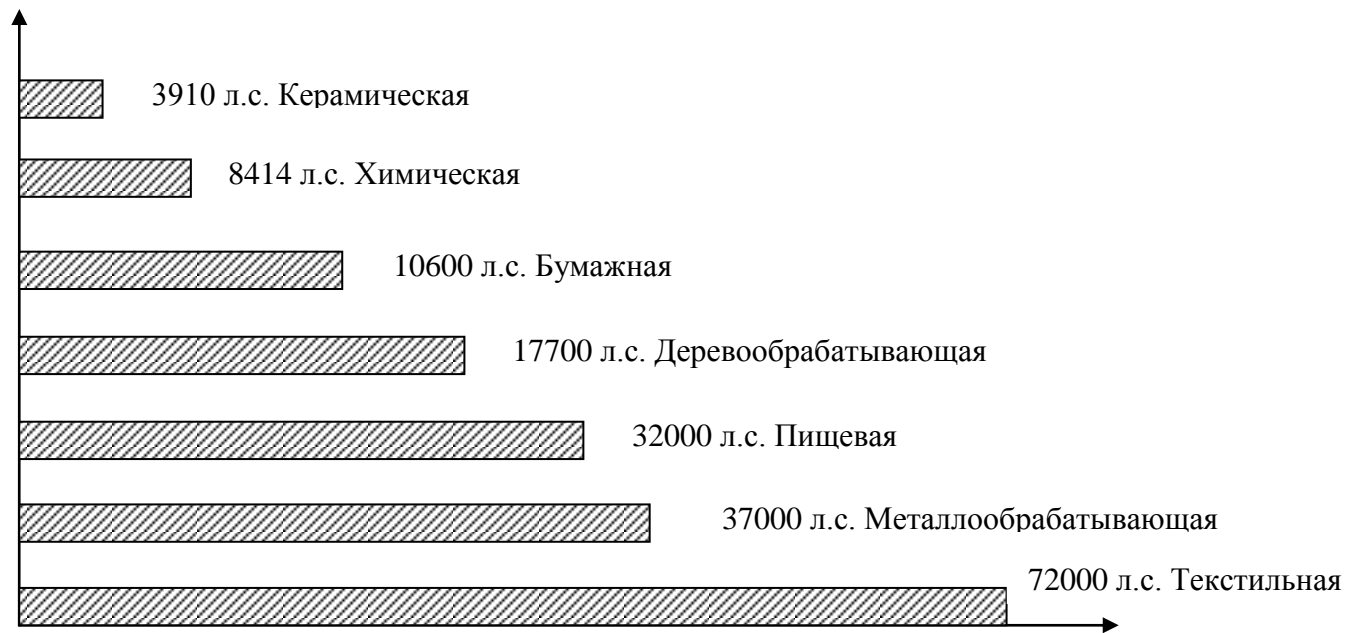 3910 л.с. Керамическая
8414 л.с. Химическая
10600 л.с. Бумажная
17700 л.с. Деревообрабатывающая
32000 л.с. Пищевая
37000 л.с. Металлообрабатывающая
72000 л.с. Текстильная